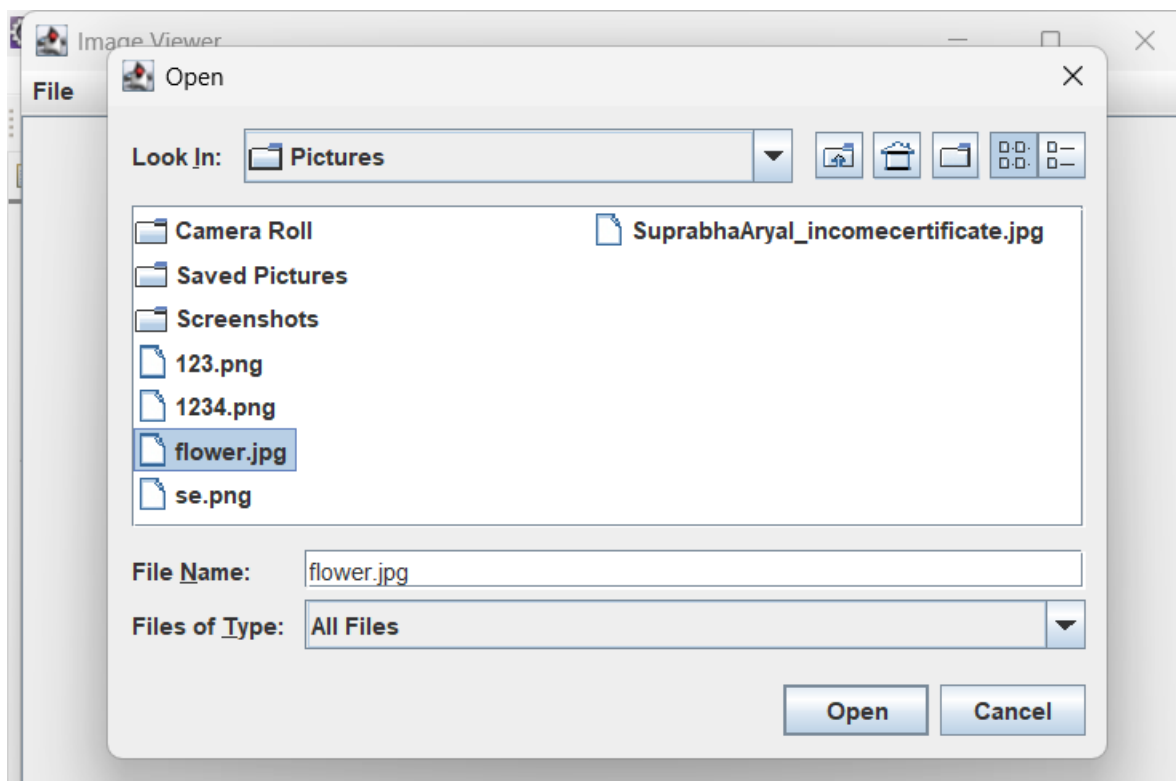 Image Viewer
File
Open
Look In:
Pictures
Camera Roll
Saved Pictures
Screenshots
123.png
1234.png
flower.jpg
se.png
SuprabhaAryal_incomecertificate.jpg
File Name:
flower.jpg
Files of Type:
All Files
Open
Cancel